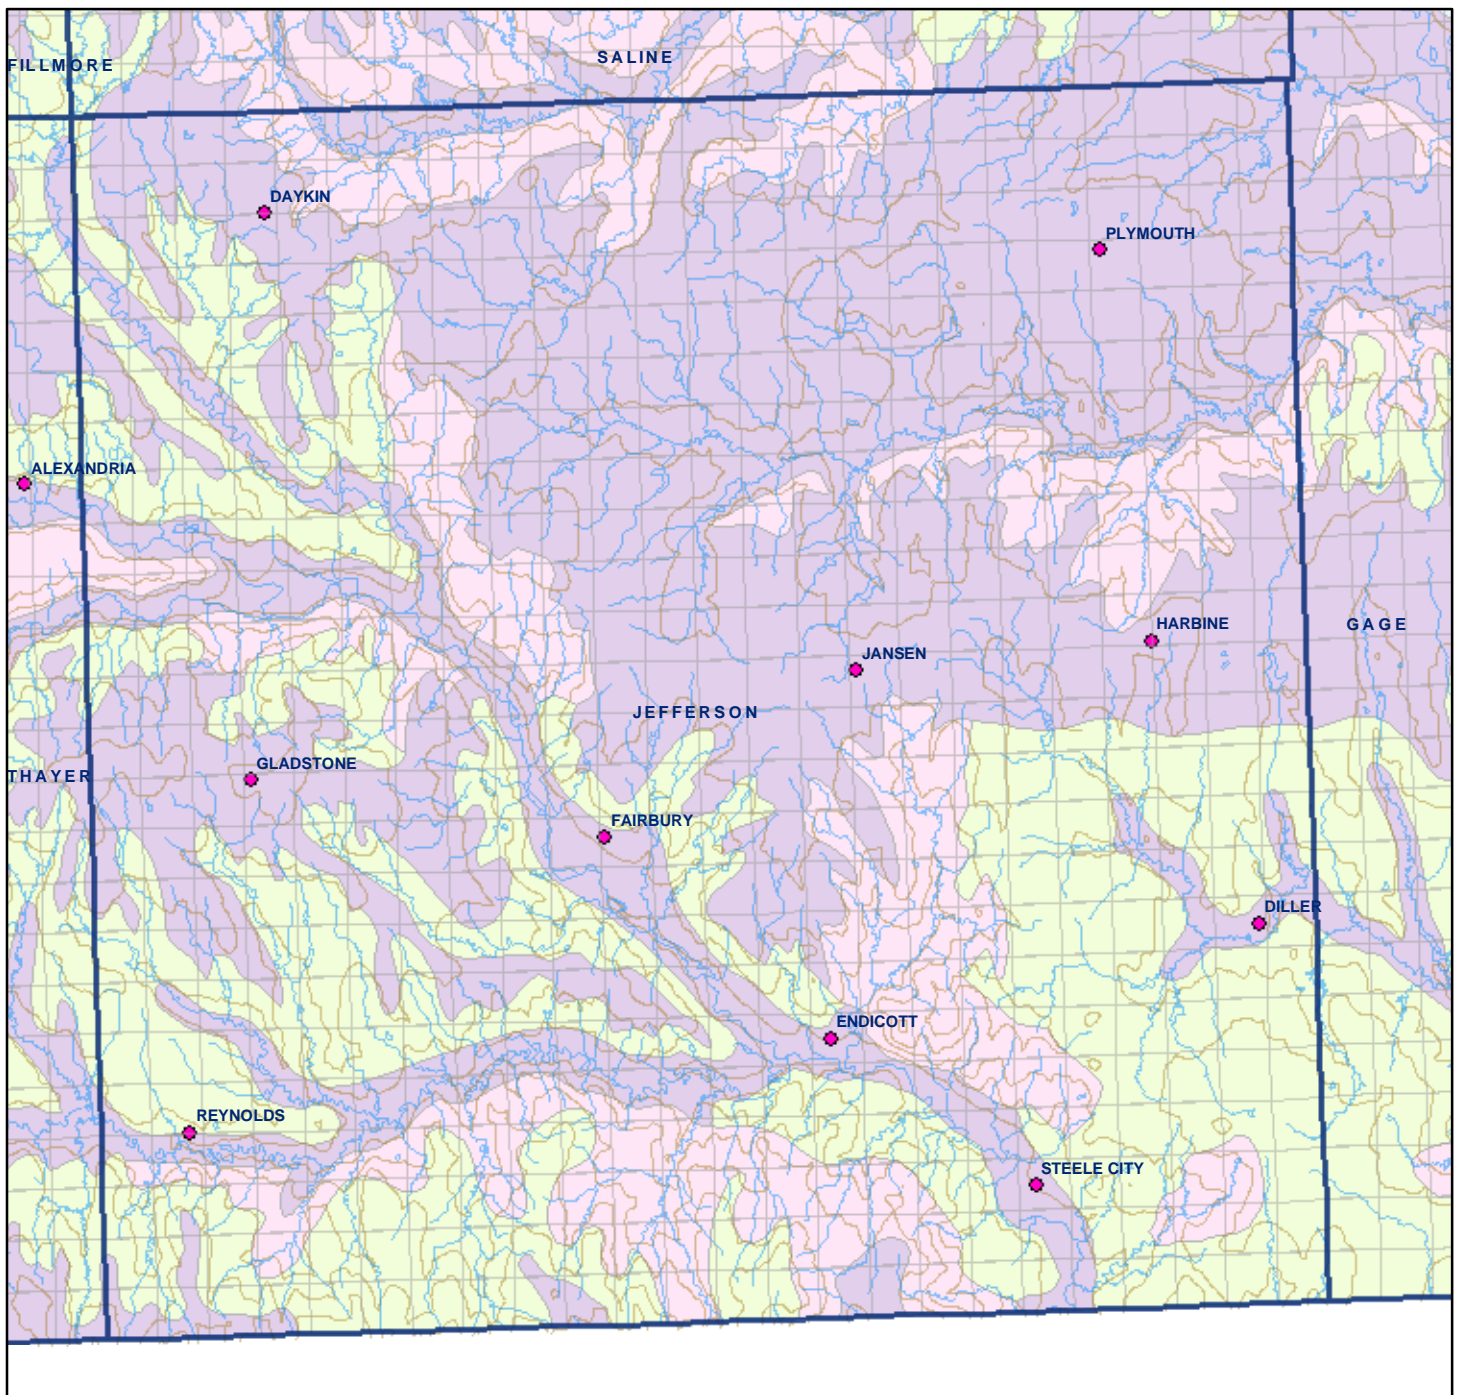 SALINE
FILLMORE
DAYKIN
PLYMOUTH
ALEXANDRIA
HARBINE
GAGE
JANSEN
JEFFERSON
GLADSTONE
THAYER
FAIRBURY
DILLER
ENDICOTT
REYNOLDS
STEELE CITY